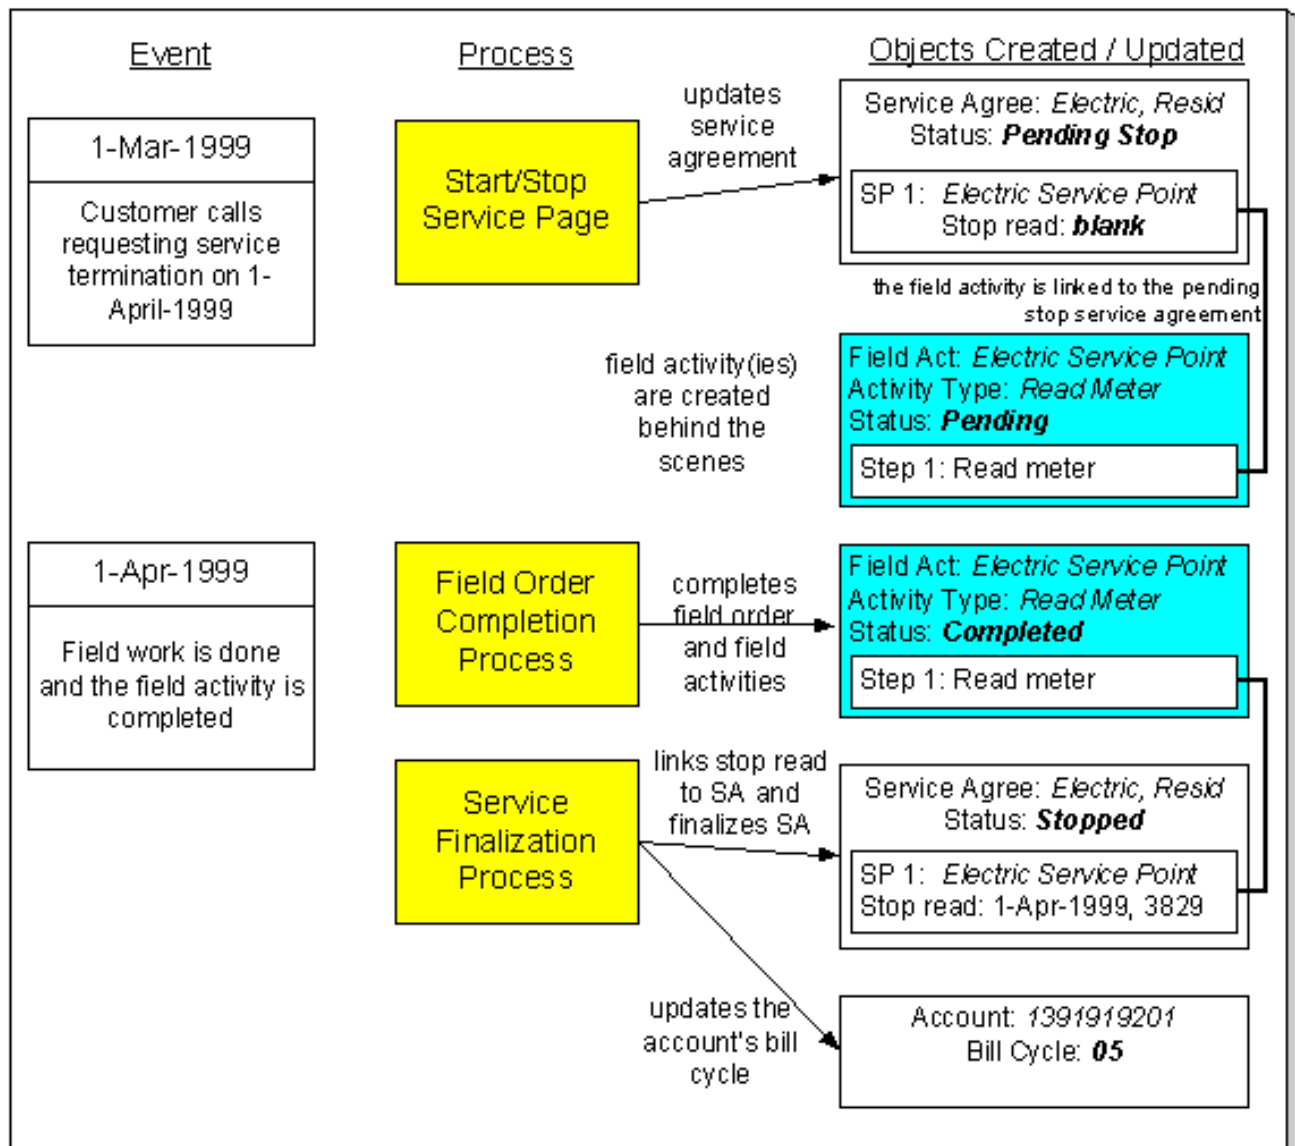 Event
Process
Objects Created / Updated
1-Mar-1999
Customer calls
requesting service
termination on 1-
April-1999
Start/Stop
Service Page
updates
service
agreement
Service Agree: Electric, Resid
Status: Pending Stop
SP 1: Electric Service Point
Stop read: blank
the field activity is linked to the pending
stop service agreement
field activity(ies)
are created
behind the
scenes
Field Act: Electric Service Point
Activity Type: Read Meter
Status: Pending
Step 1: Read meter
1-Apr-1999
Field work is done
and the field activity is
completed
Field Order
Completion
Process
completes
field order
and field
activities
Field Act: Electric Service Point
Activity Type: Read Meter
Status: Completed
Step 1: Read meter
Service
Finalization
Process
links stop read
to SA and
finalizes SA
Service Agree: Electric, Resid
Status: Stopped
SP 1: Electric Service Point
Stop read: 1-Apr-1999, 3829
updates the
account's bill
cycle
Account: 1391919201
Bill Cycle: 05